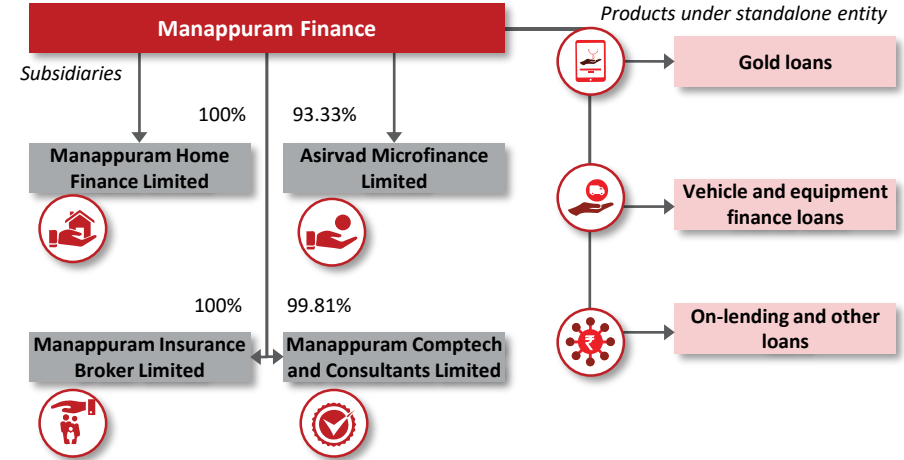 Products under standalone entity
Manappuram Finance
Subsidiaries
Gold loans
100%
93.33%
Manappuram Home
Finance Limited
Asirvad Microfinance
Limited
Vehicle and equipment
finance loans
100%
99.81%
On-lending and other
loans
Manappuram Insurance
Broker Limited
Manappuram Comptech
and Consultants Limited
₹